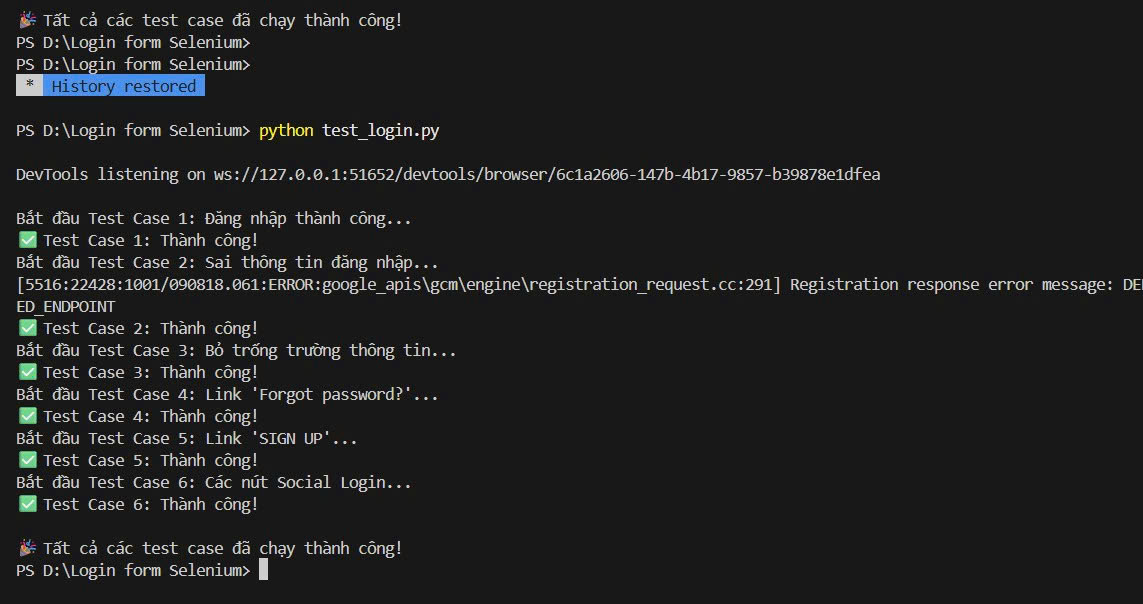 🎉 Tất cả các test case đã chạy thành công!
PS D:\Login form Selenium>
PS D:\Login form Selenium>
* History restored
PS D:\Login form Selenium> python test_login.py
DevTools listening on ws://127.0.0.1:51652/devtools/browser/6c1a2606-147b-4b17-9857-b39878e1dfea
Bắt đầu Test Case 1: Đăng nhập thành công...
✅ Test Case 1: Thành công!
Bắt đầu Test Case 2: Sai thông tin đăng nhập...
[5516:22428:1001/090818.061:ERROR:google_apis\gcm\engine\registration_request.cc:291] Registration response error message: DE
ED_ENDPOINT
✅ Test Case 2: Thành công!
Bắt đầu Test Case 3: Bỏ trống trường thông tin...
✅ Test Case 3: Thành công!
Bắt đầu Test Case 4: Link 'Forgot password?'...
✅ Test Case 4: Thành công!
Bắt đầu Test Case 5: Link 'SIGN UP'...
✅ Test Case 5: Thành công!
Bắt đầu Test Case 6: Các nút Social Login...
✅ Test Case 6: Thành công!
🎉 Tất cả các test case đã chạy thành công!
PS D:\Login form Selenium>